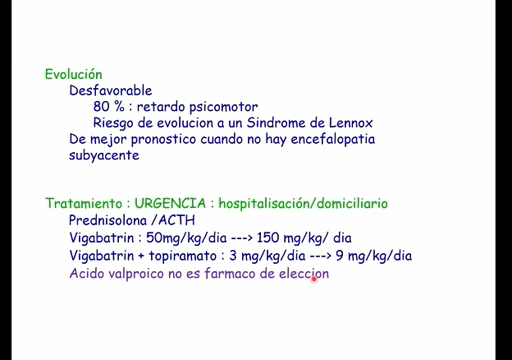 Evolución
Desfavorable
80 % : retardo psicomotor
Riesgo de evolucion a un Sindrome de Lennox
De mejor pronostico cuando no hay encefalopatia
subyacente
Tratamiento : URGENCIA : hospitalisación/domiciliario
Prednisolona /ACTH
Vigabatrin : 50mg/kg/dia ---> 150 mg/kg/ dia
Vigabatrin + topiramato : 3 mg/kg/dia ---> 9 mg/kg/dia
Acido valproico no es farmaco de eleccion